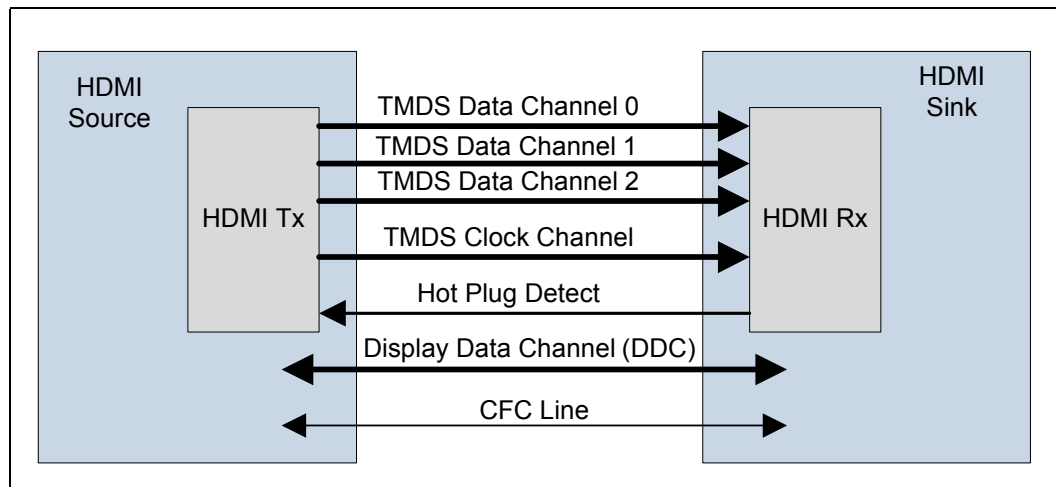 HDMI
Source
HDMI
Sink
TMDS Data Channel 0
TMDS Data Channel 1
TMDS Data Channel 2
HDMI Tx
HDMI Rx
TMDS Clock Channel
Hot Plug Detect
Display Data Channel (DDC)
CFC Line